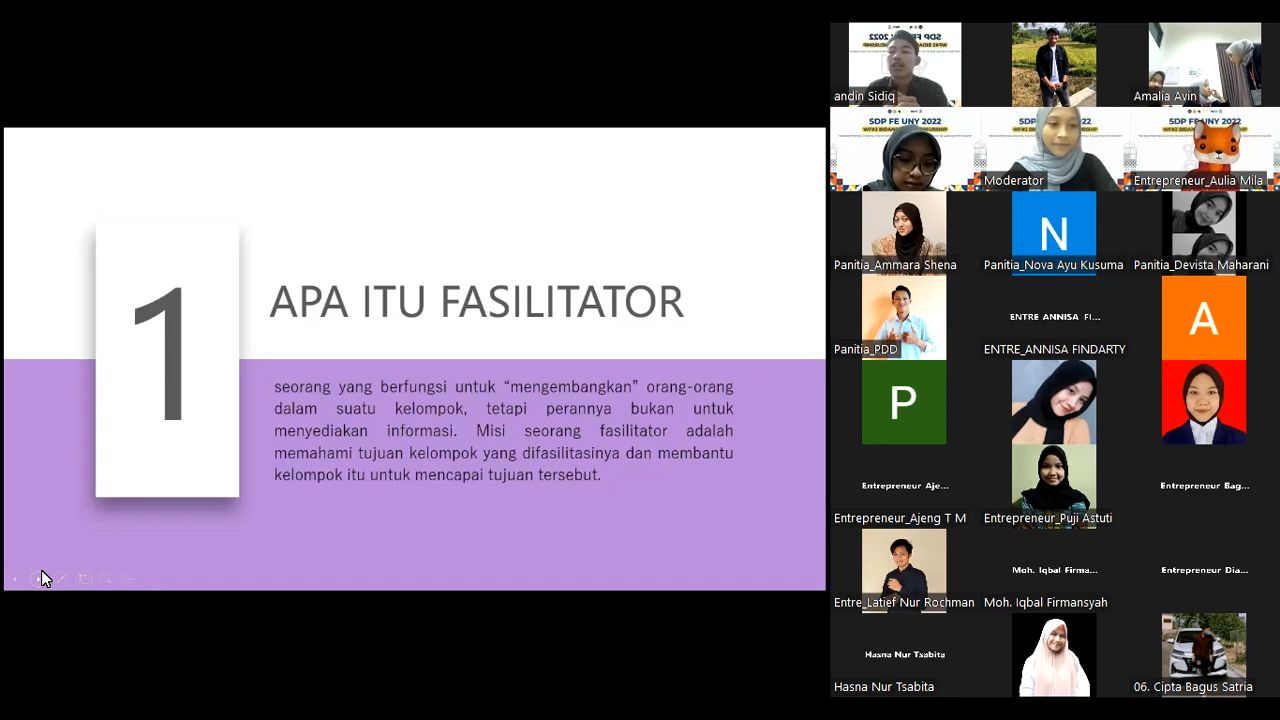 1
APA ITU FASILITATOR
seorang yang berfungsi untuk “mengembangkan” orang-orang
dalam suatu kelompok, tetapi perannya bukan untuk
menyediakan informasi. Misi seorang fasilitator adalah
memahami tujuan kelompok yang difasilitasinya dan membantu
kelompok itu untuk mencapai tujuan tersebut.
andin Sidiq
Amalia Avin
SDP FE UNY 2022
SDP FE UNY 2022
Moderator
SDP FE UNY 2022
Entrepreneur_Aulia Mila
Panitia_Ammara Shena
N
Panitia_Nova Ayu Kusuma
Panitia_Devista Maharani
Panitia_PDD
ENTRE ANNISA FI...
ENTRE_ANNISA FINDARTY
A
P
Entrepreneur Aje...
Entrepreneur_Ajeng T M
Entrepreneur_Puji Astuti
Entrepreneur Bag...
Entre_Latief Nur Rochman
Moh. Iqbal Firma...
Moh. Iqbal Firmansyah
Entrepreneur Dia...
Hasna Nur Tsabita
Hasna Nur Tsabita
06. Cipta Bagus Satria